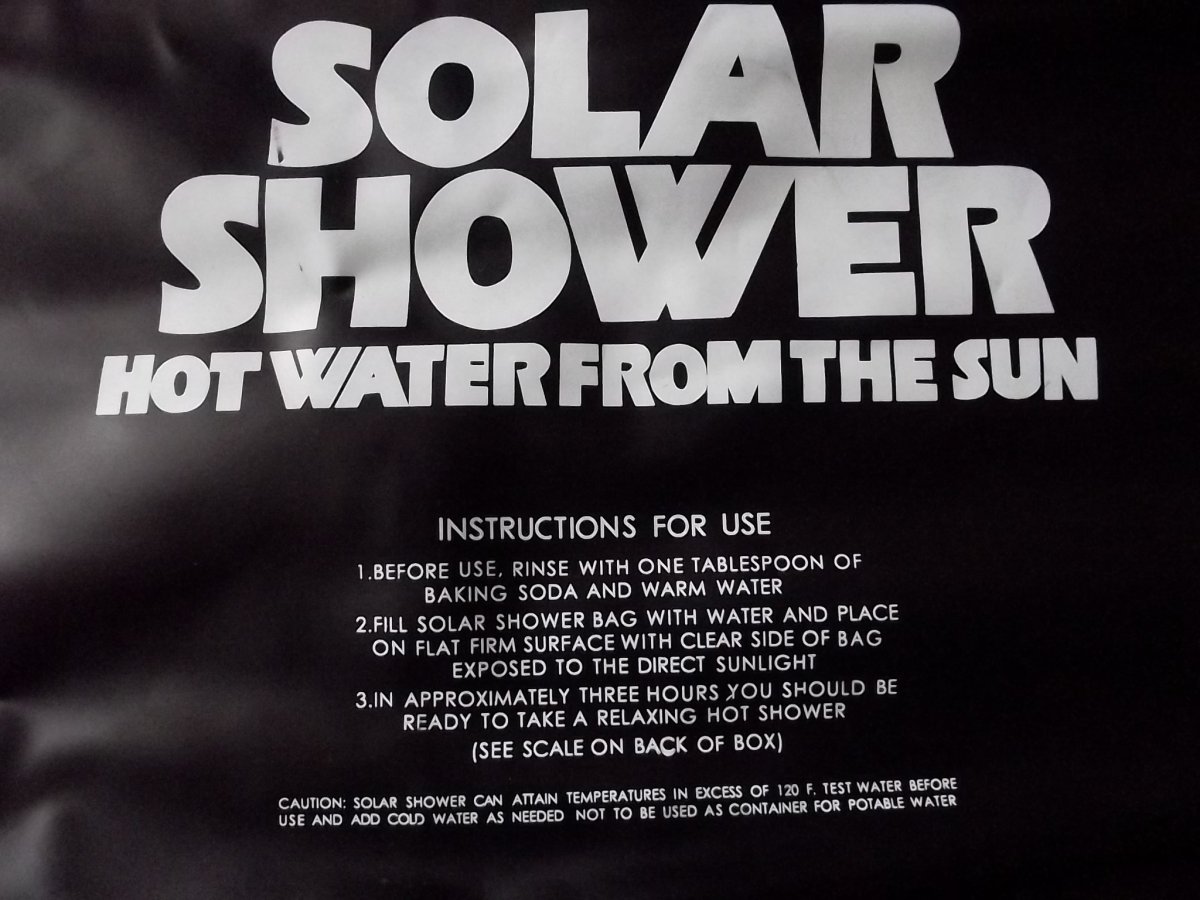 SOLAR
SHOWER
HOT WATER FROM THE SUN
INSTRUCTIONS FOR USE
1.BEFORE USE, RINSE WITH ONE TABLESPOON OF
BAKING SODA AND WARM WATER
2.FILL SOLAR SHOWER BAG WITH WATER AND PLACE
ON FLAT FIRM SURFACE WITH CLEAR SIDE OF BAG
EXPOSED TO THE DIRECT SUNLIGHT
3.IN APPROXIMATELY THREE HOURS YOU SHOULD BE
READY TO TAKE A RELAXING HOT SHOWER
(SEE SCALE ON BACK OF BOX)
CAUTION: SOLAR SHOWER CAN ATTAIN TEMPERATURES IN EXCESS OF 120 F. TEST WATER BEFORE
USE AND ADD COLD WATER AS NEEDED NOT TO BE USED AS CONTAINER FOR POTABLE WATER